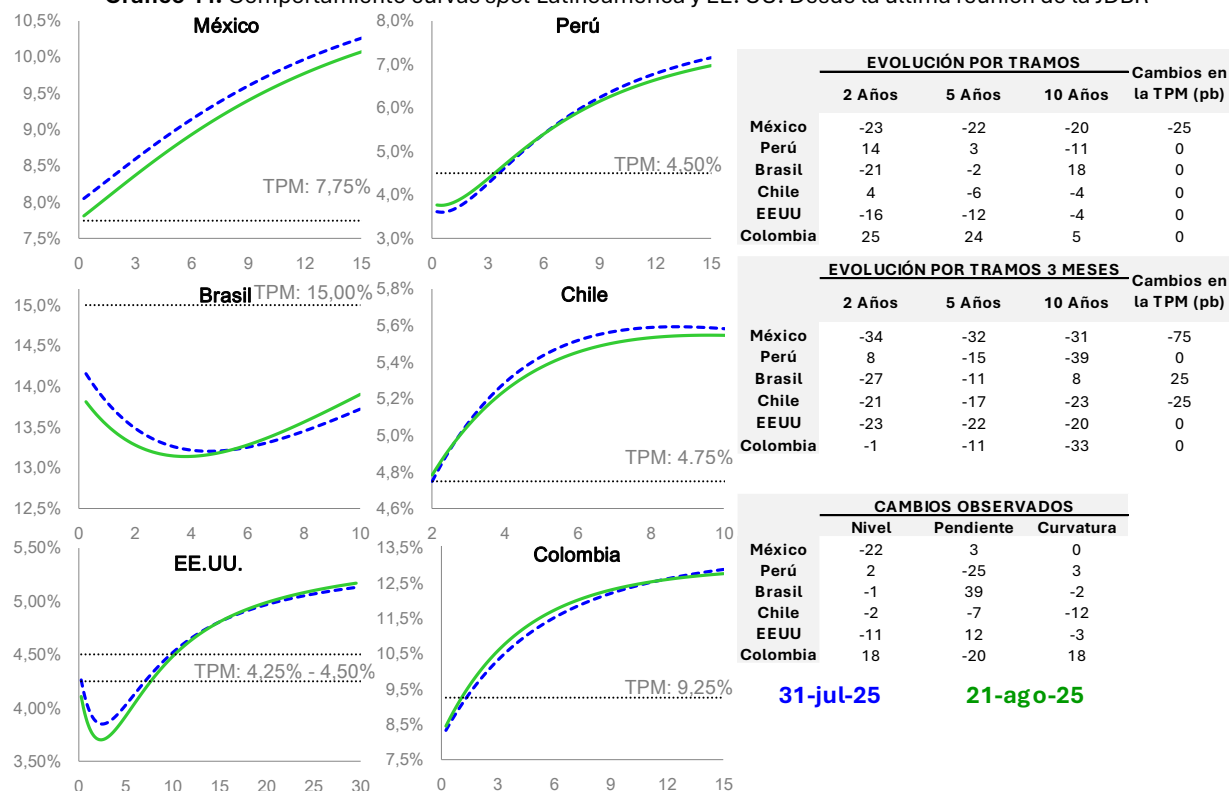 Gráfico 14. Comportamiento curvas spot Latinoamérica y EE. UU. Desde la última reunión de la JDBR
México
10,5%
10,0%
9,5%
9,0%
8,5%
8,0%
7,5%
TPM: 7,75%
0 3 6 9 12 15
Perú
8,0%
7,0%
6,0%
5,0%
4,0%
3,0%
TPM: 4,50%
0 3 6 9 12 15
Brasil
TPM: 15,00%
15,0%
14,5%
14,0%
13,5%
13,0%
12,5%
0 2 4 6 8 10
Chile
5,8%
5,6%
5,4%
5,2%
5,0%
4,8%
4,6%
TPM: 4.75%
2 4 6 8 10
EE.UU.
5,50%
5,00%
4,50%
4,00%
3,50%
TPM: 4,25% - 4,50%
0 5 10 15 20 25 30
Colombia
13,5%
12,5%
11,5%
10,5%
9,5%
8,5%
7,5%
TPM: 9,25%
0 3 6 9 12 15
EVOLUCIÓN POR TRAMOS
Cambios en la TPM (pb)
2 Años 5 Años 10 Años
México -23 -22 -20 -25
Perú 14 3 -11 0
Brasil -21 -2 18 0
Chile 4 -6 -4 0
EEUU -16 -12 -4 0
Colombia 25 24 5 0
EVOLUCIÓN POR TRAMOS 3 MESES
Cambios en la TPM (pb)
2 Años 5 Años 10 Años
México -34 -32 -31 -75
Perú 8 -15 -39 0
Brasil -27 -11 8 25
Chile -21 -17 -23 -25
EEUU -23 -22 -20 0
Colombia -1 -11 -33 0
CAMBIOS OBSERVADOS
Nivel Pendiente Curvatura
México -22 3 0
Perú 2 -25 3
Brasil -1 39 -2
Chile -2 -7 -12
EEUU -11 12 -3
Colombia 18 -20 18
31-jul-25 21-ago-25